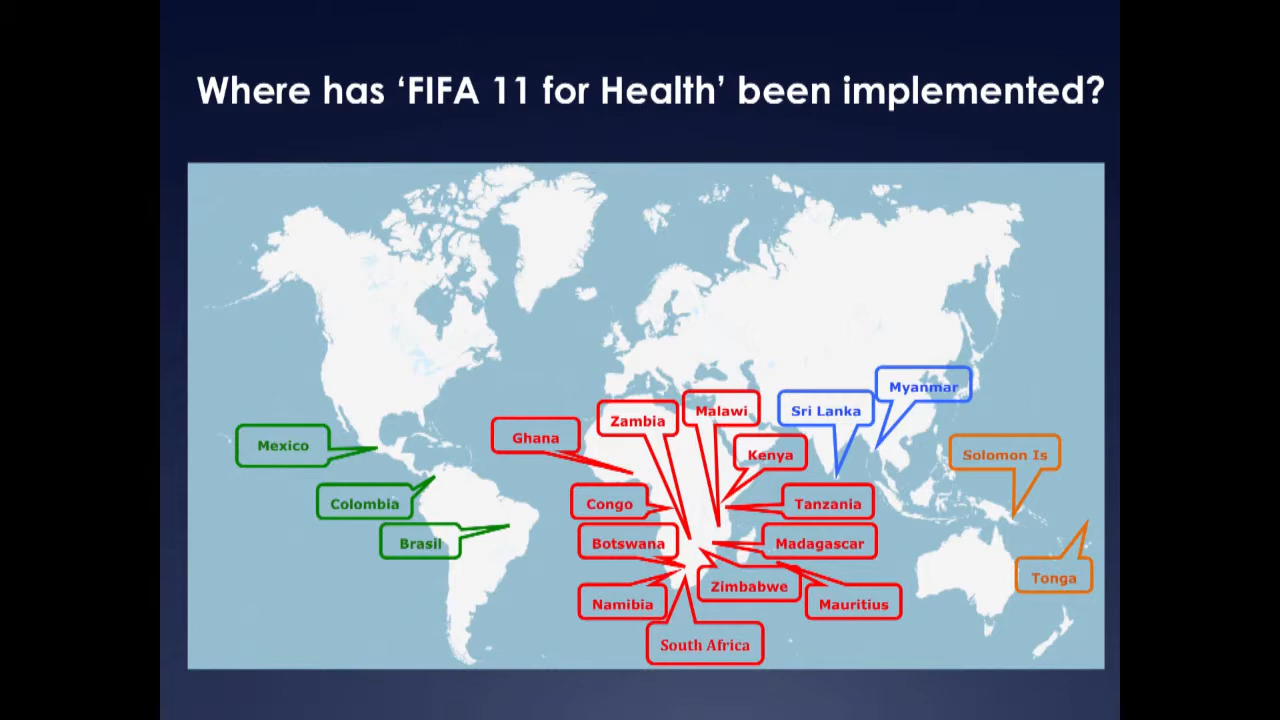 Where has ‘FIFA 11 for Health’ been implemented?
Myanmar
Sri Lanka
Malawi
Zambia
Ghana
Mexico
Kenya
Solomon Is
Colombia
Congo
Tanzania
Brasil
Botswana
Madagascar
Tonga
Zimbabwe
Namibia
Mauritius
South Africa